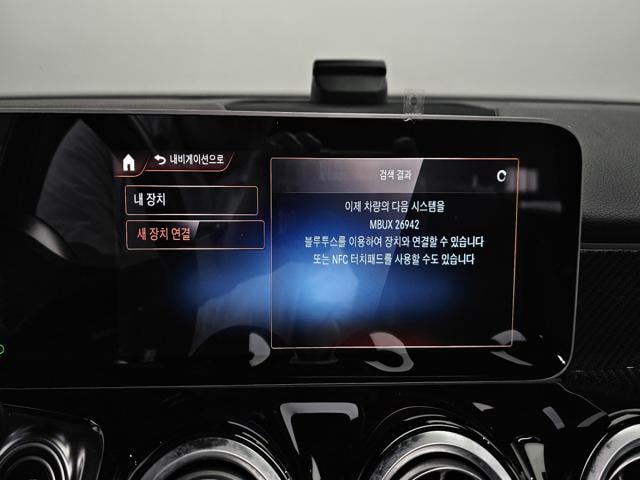 내비게이션으로
내 장치
새 장치 연결
검색 결과
이제 차량의 다음 시스템을
MBUX 26942
블루투스를 이용하여 장치와 연결할 수 있습니다
또는 NFC 터치패드를 사용할 수도 있습니다